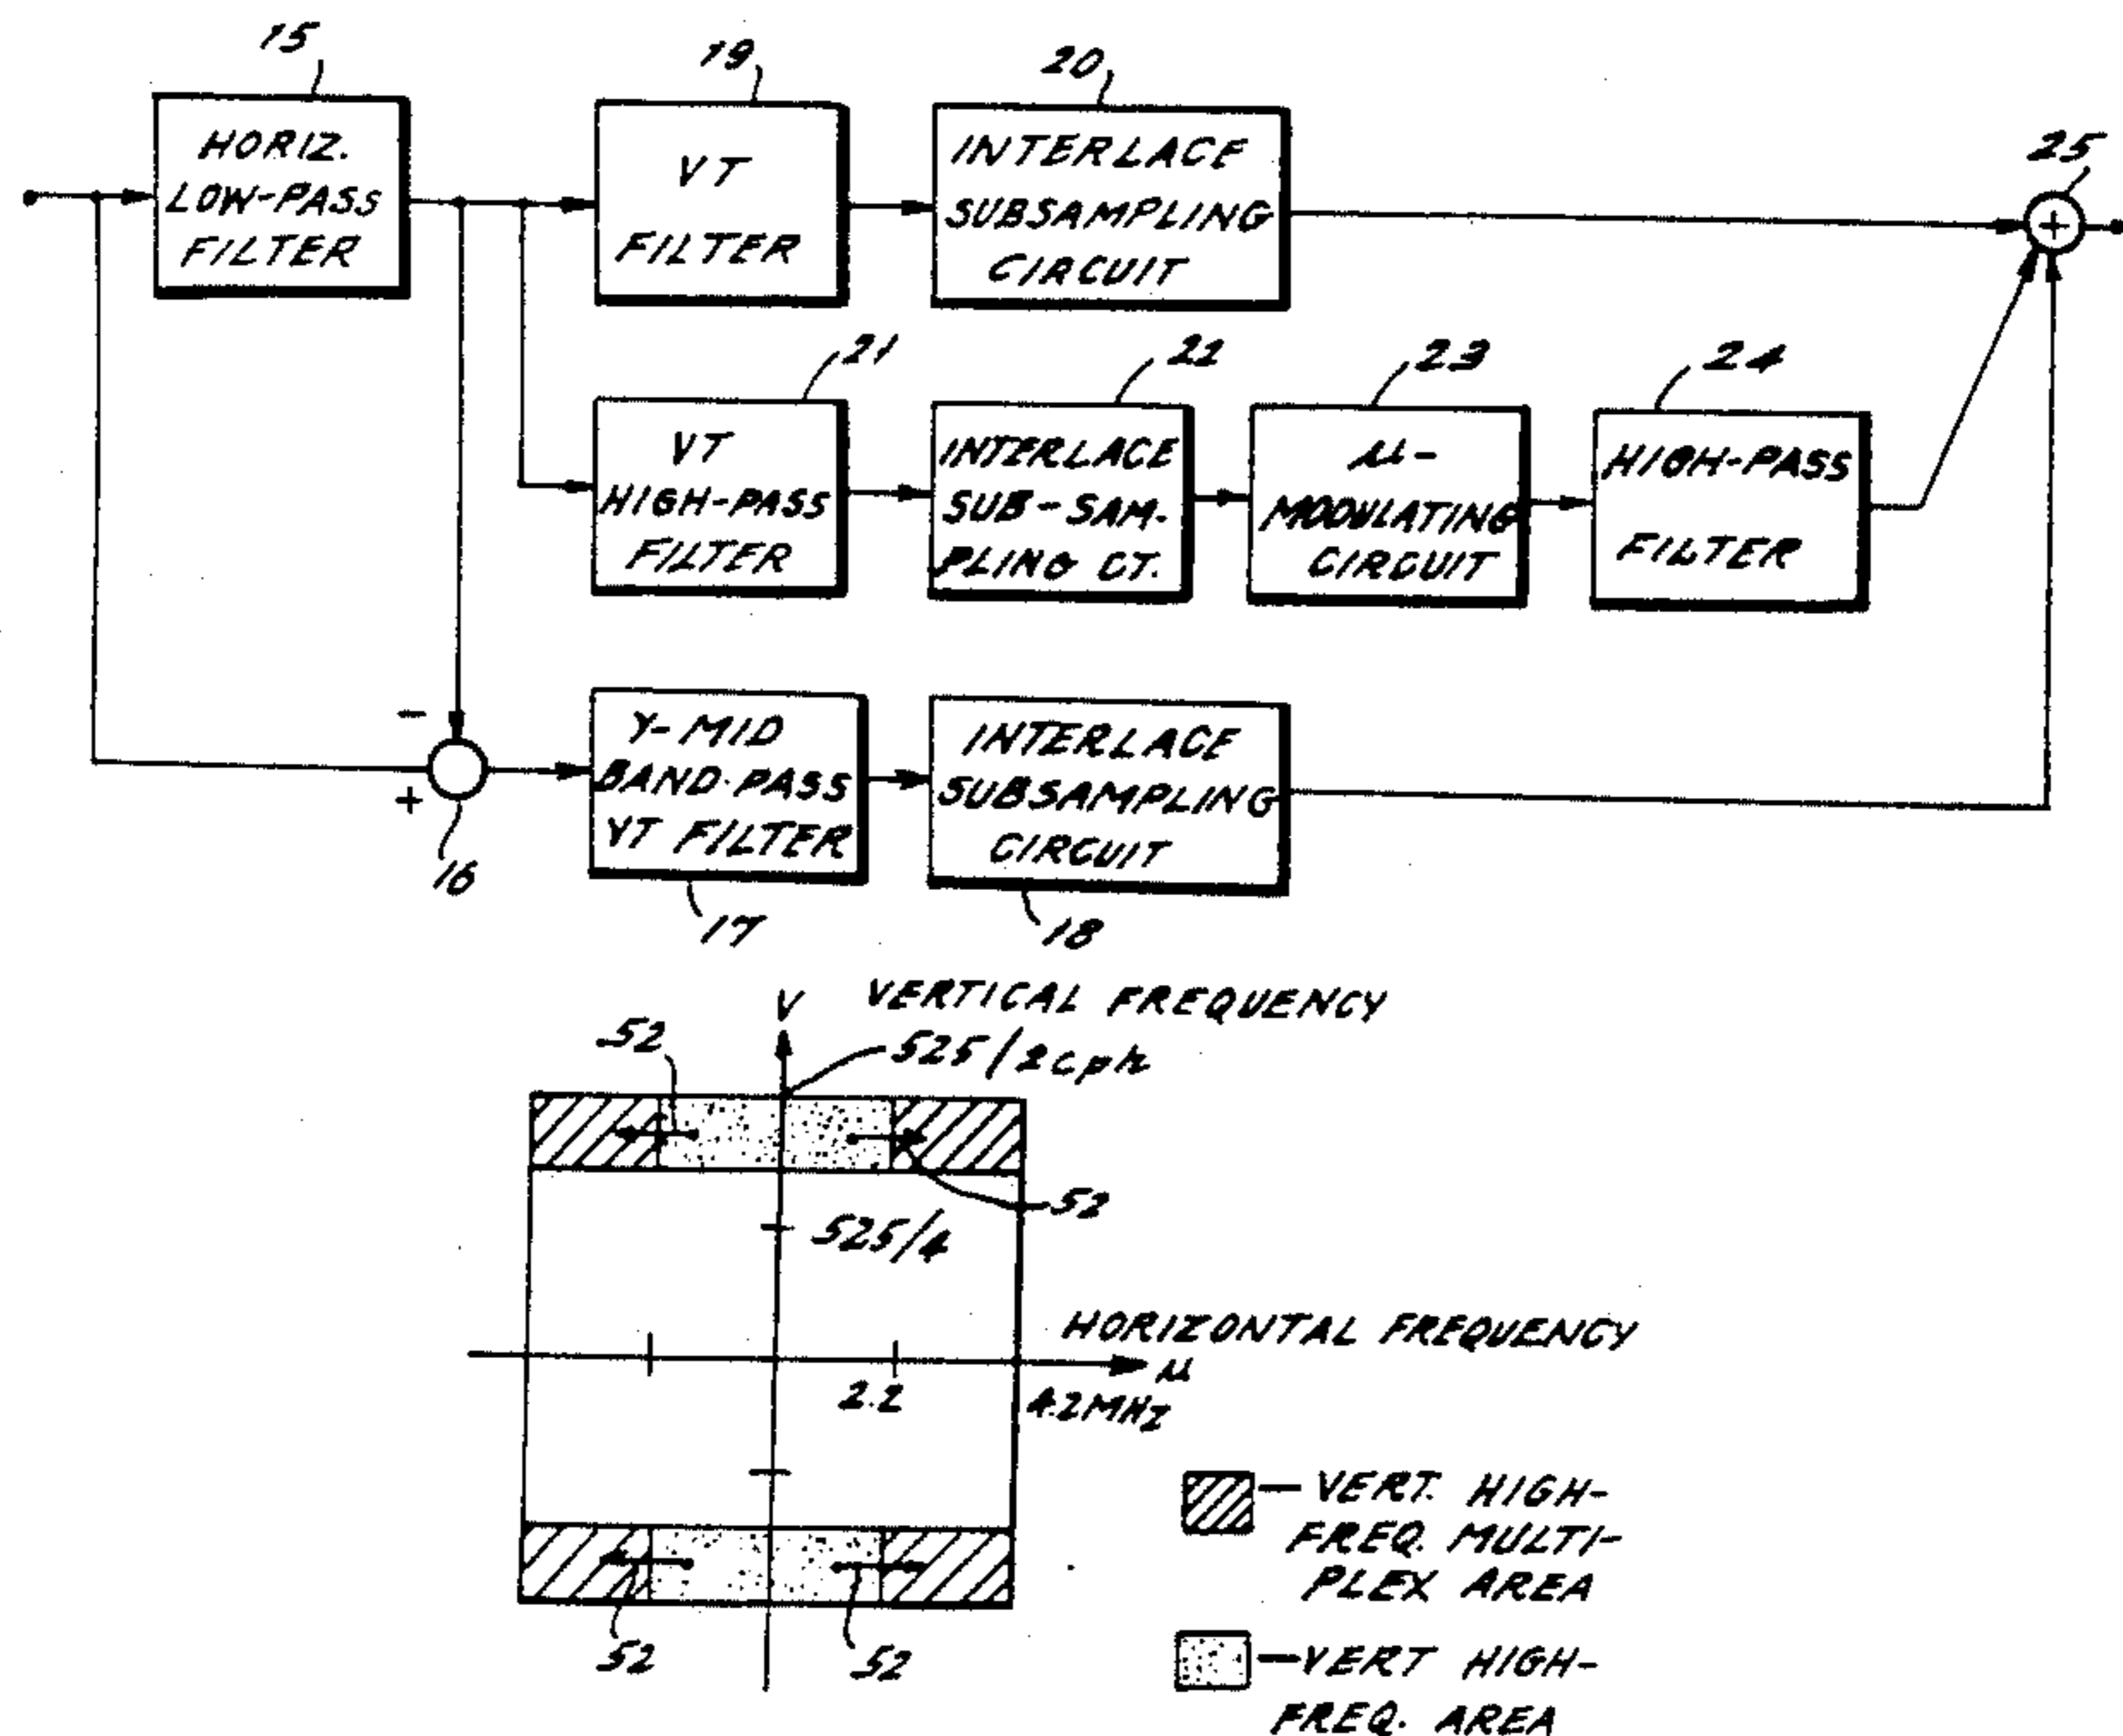 15
19
20
25
HORIZ.
LOW-PASS
FILTER
VT
FILTER
INTERLACE
SUBSAMPLING
CIRCUIT
+
21
22
23
24
VT
HIGH-PASS
FILTER
INTERLACE
SUB-SAM-
PLING CT.
μ-
MODULATING
CIRCUIT
HIGH-PASS
FILTER
-
+
16
Y-MID
BAND-PASS
VT FILTER
INTERLACE
SUBSAMPLING
CIRCUIT
17
18
V VERTICAL FREQUENCY
52
525/2cph
52
525/4
HORIZONTAL FREQUENCY
μ
2.2
4.2MHZ
52
52
- VERT. HIGH-
FREQ. MULTI-
PLEX AREA
- VERT HIGH-
FREQ. AREA